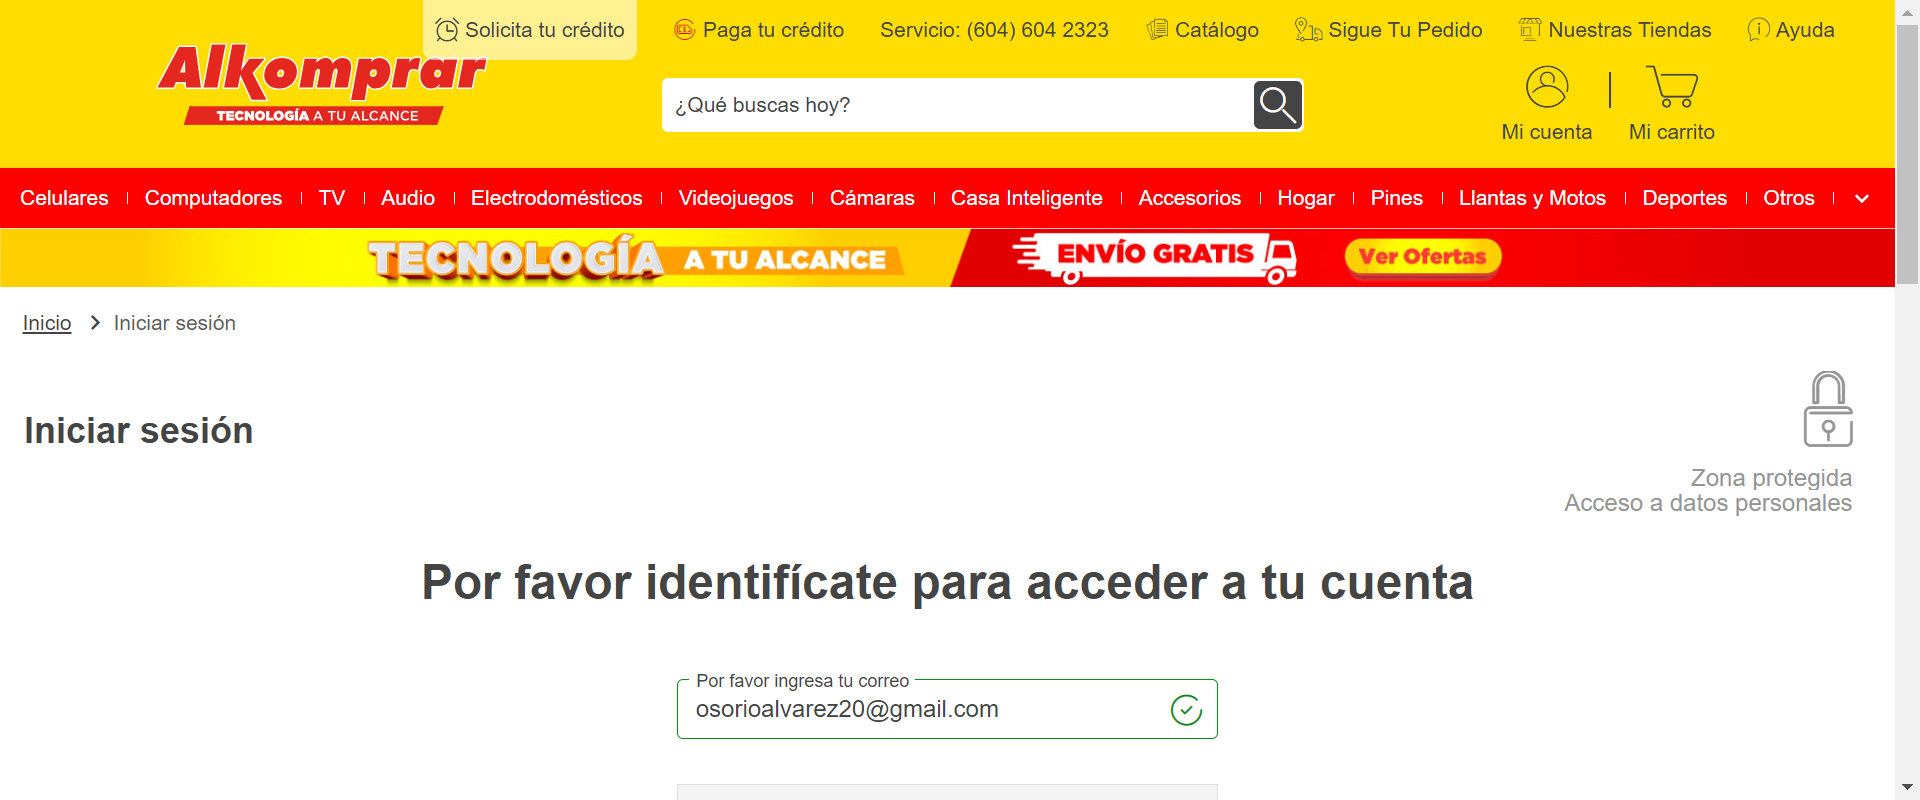 Solicita tu crédito
Paga tu crédito
Servicio: (604) 604 2323
Catálogo
Sigue Tu Pedido
Nuestras Tiendas
Ayuda
Alkomprar
TECNOLOGÍA A TU ALCANCE
¿Qué buscas hoy?
Mi cuenta
Mi carrito
Celulares
Computadores
TV
Audio
Electrodomésticos
Videojuegos
Cámaras
Casa Inteligente
Accesorios
Hogar
Pines
Llantas y Motos
Deportes
Otros
TECNOLOGÍA A TU ALCANCE
ENVÍO GRATIS
Ver Ofertas
Inicio
Iniciar sesión
Iniciar sesión
Zona protegida
Acceso a datos personales
Por favor identifícate para acceder a tu cuenta
Por favor ingresa tu correo
osorioalvarez20@gmail.com